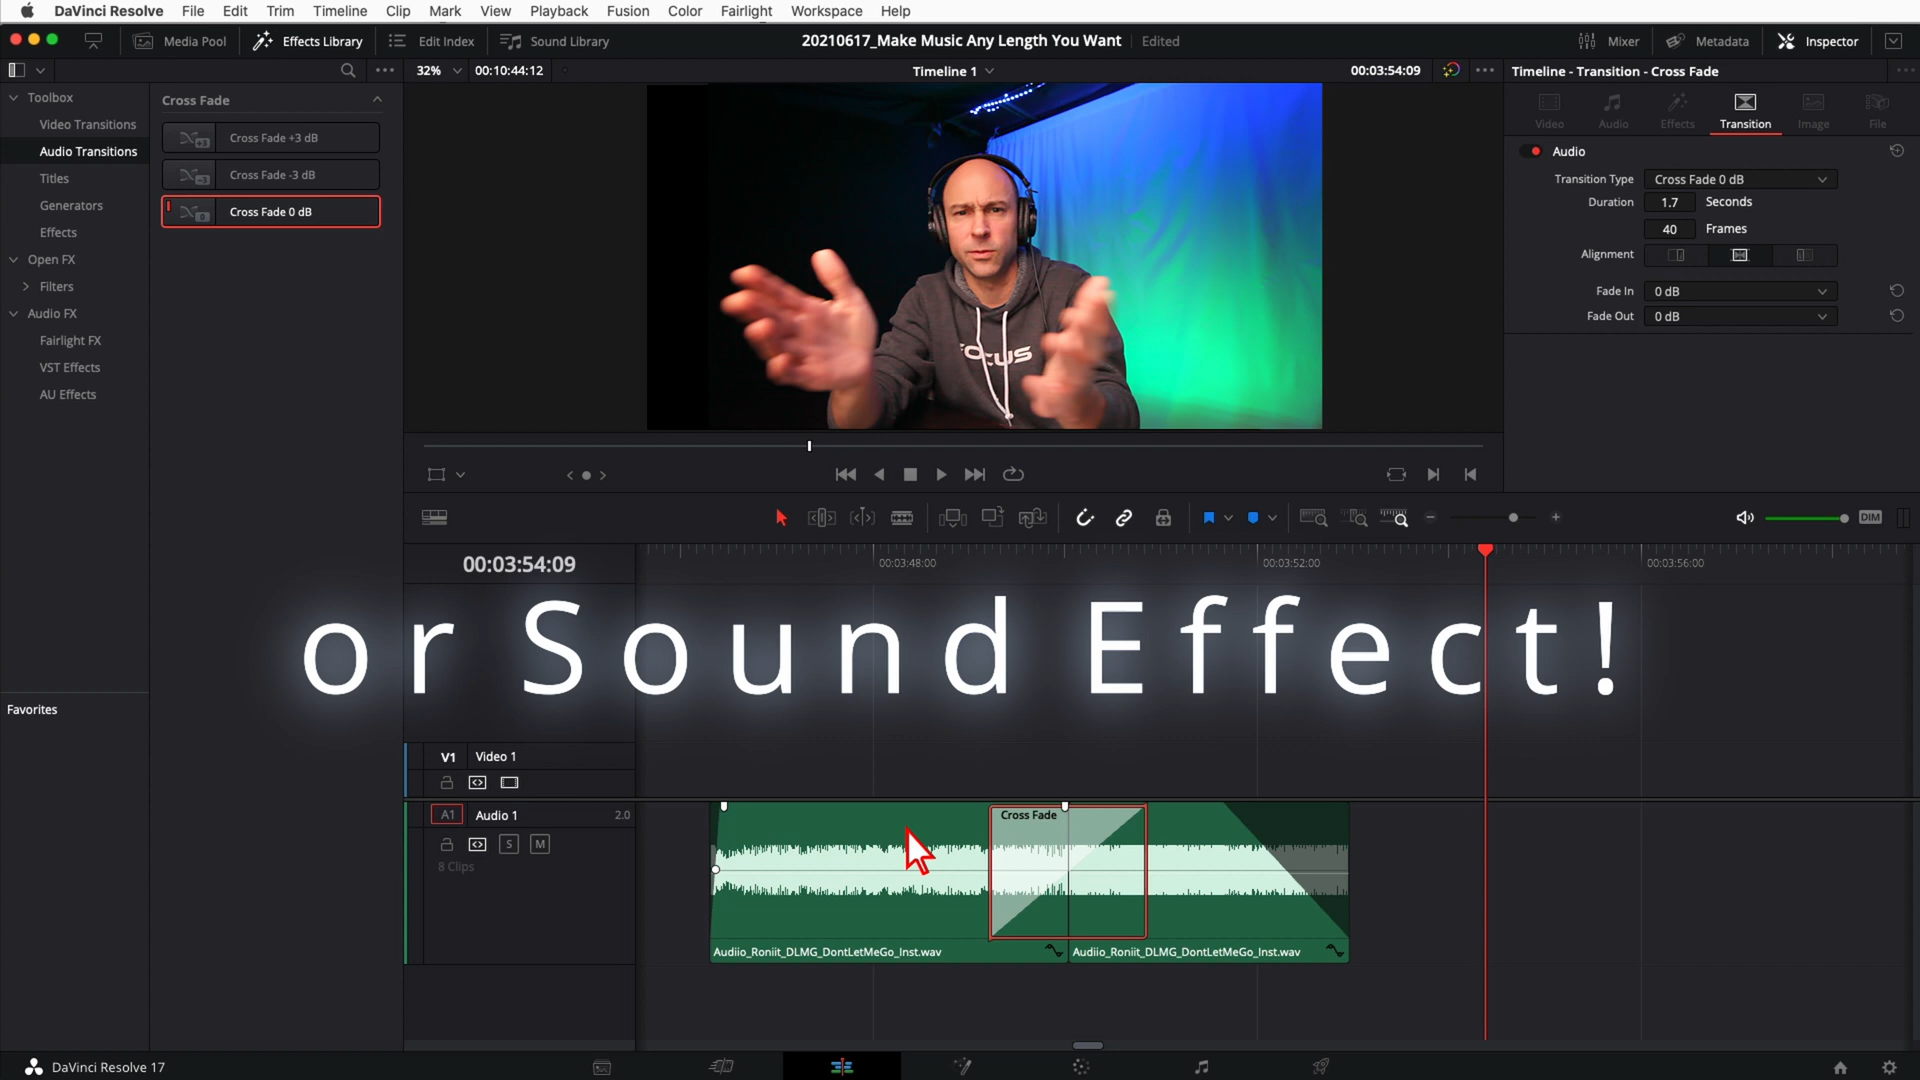 DaVinci Resolve File Edit Trim Timeline Clip Mark View Playback Fusion Color Fairlight Workspace Help
Media Pool Effects Library Edit Index Sound Library 20210617_Make Music Any Length You Want Edited Mixer Metadata Inspector
32% 00:10:44:12 Timeline 1 00:03:54:09 Timeline - Transition - Cross Fade
Toolbox
Video Transitions
Audio Transitions
Titles
Generators
Effects
Open FX
Filters
Audio FX
Fairlight FX
VST Effects
AU Effects
Favorites
Cross Fade
Cross Fade +3 dB
Cross Fade -3 dB
Cross Fade 0 dB
FOCUS
Video Audio Effects Transition Image File
Audio
Transition Type Cross Fade 0 dB
Duration 1.7 Seconds
40 Frames
Alignment
Fade In 0 dB
Fade Out 0 dB
DIM
00:03:54:09 00:03:48:00 00:03:52:00 00:03:56:00
or Sound Effect!
V1 Video 1
A1 Audio 1 2.0
S M
8 Clips
Cross Fade
Audiio_Roniit_DLMG_DontLetMeGo_Inst.wav Audiio_Roniit_DLMG_DontLetMeGo_Inst.wav
DaVinci Resolve 17